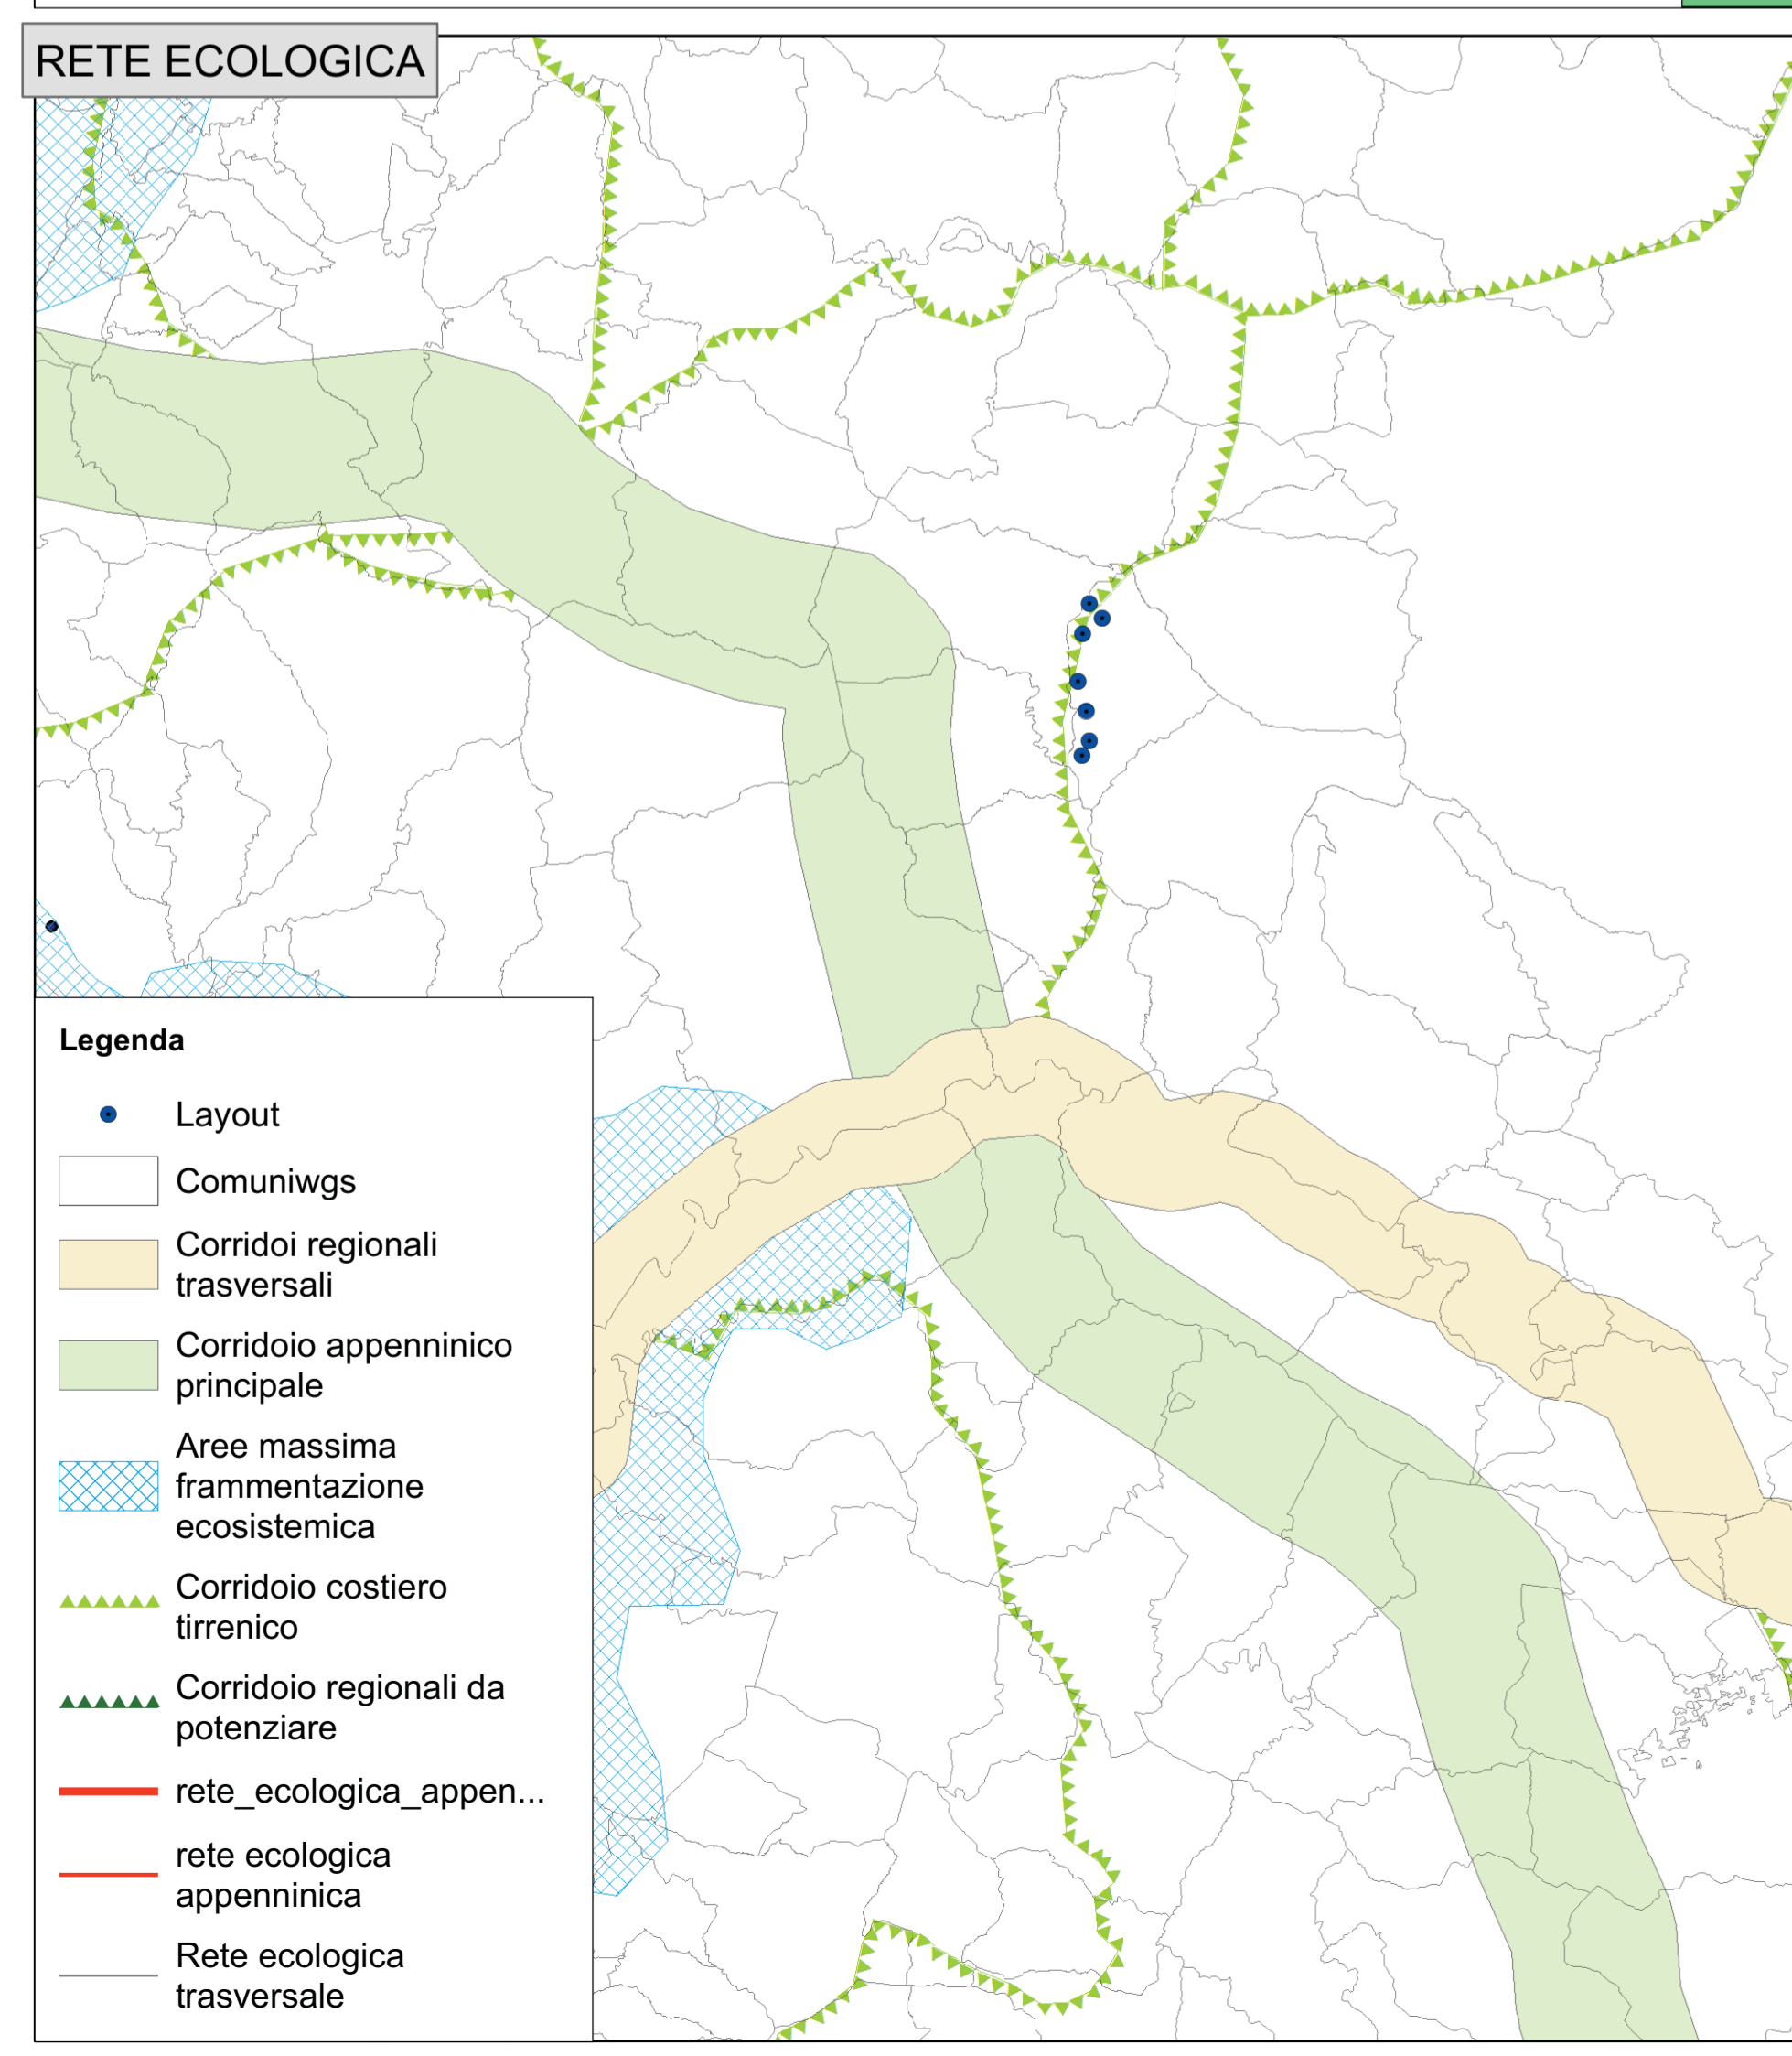 RETE ECOLOGICA
Legenda
Layout
Comuniwgs
Corridoi regionali
trasversali
Corridoio appenninico
principale
Aree massima
frammentazione
ecosistemica
Corridoio costiero
tirrenico
Corridoio regionali da
potenziare
rete_ecologica_appen...
rete ecologica
appenninica
Rete ecologica
trasversale